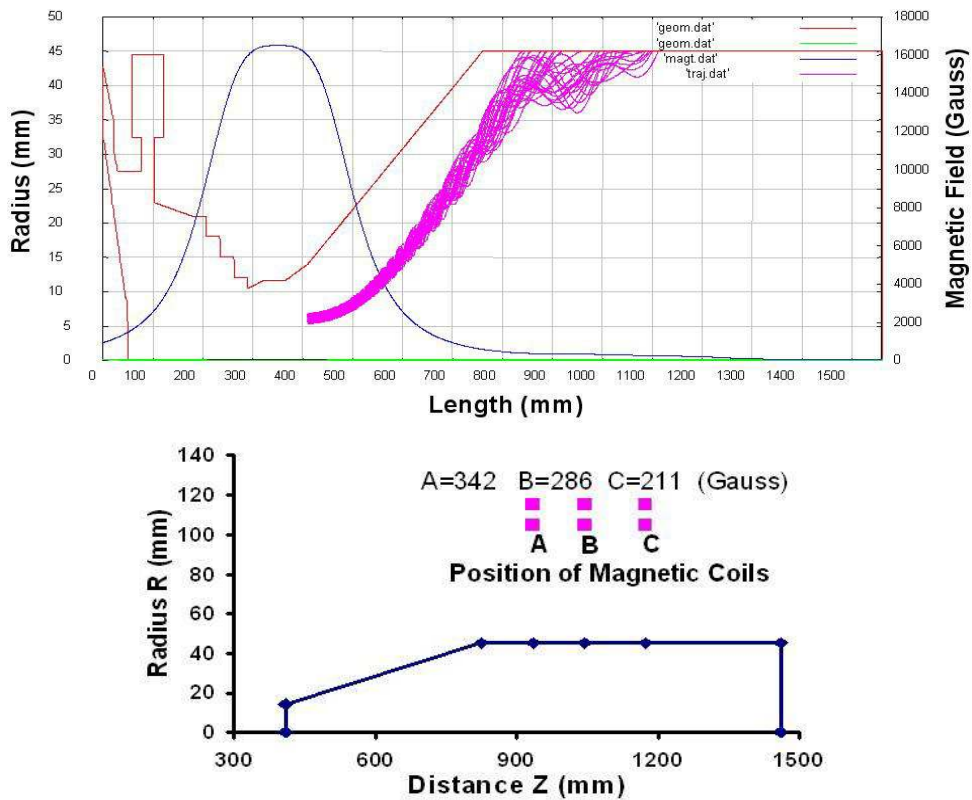 50
45
40
35
30
25
20
15
10
5
0
Radius (mm)
18000
16000
14000
12000
10000
8000
6000
4000
2000
0
Magnetic Field (Gauss)
'geom.dat'
'geom.dat'
'magt.dat'
'traj.dat'
0 100 200 300 400 500 600 700 800 900 1000 1100 1200 1300 1400 1500
Length (mm)
140
120
100
80
60
40
20
0
Radius R (mm)
A=342 B=286 C=211 (Gauss)
A B C
Position of Magnetic Coils
300 600 900 1200 1500
Distance Z (mm)